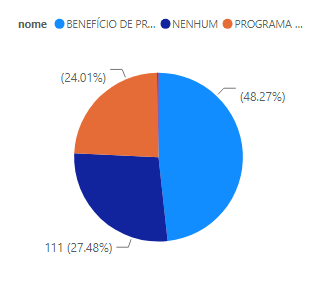 nome BENEFÍCIO DE PR... NENHUM PROGRAMA ...
(24.01%)
(48.27%)
111 (27.48%)